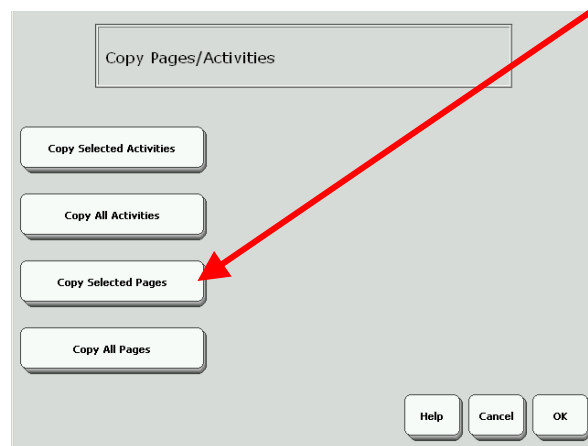 Copy Pages/Activities
Copy Selected Activities
Copy All Activities
Copy Selected Pages
Copy All Pages
Help Cancel OK